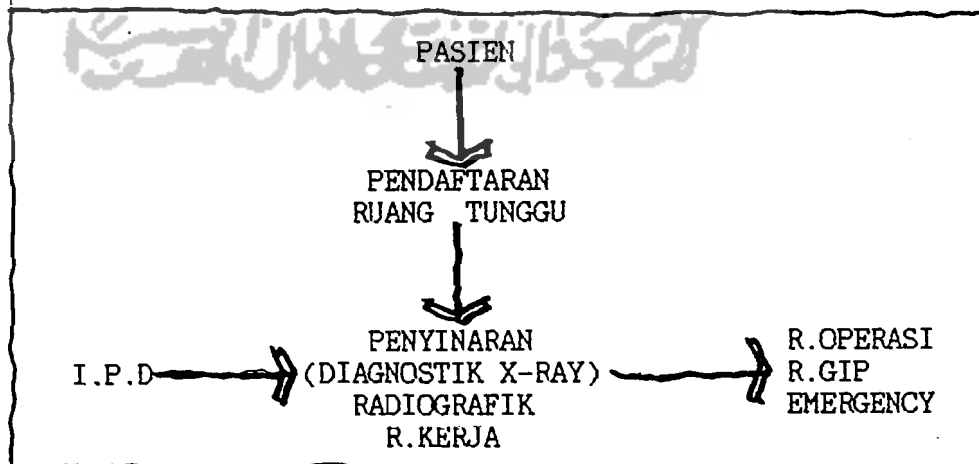 PASIEN
PENDAFTARAN
RUANG TUNGGU
I.P.D
PENYINARAN
(DIAGNOSTIK X-RAY)
RADIOGRAFIK
R.KERJA
R.OPERASI
R.GIP
EMERGENCY